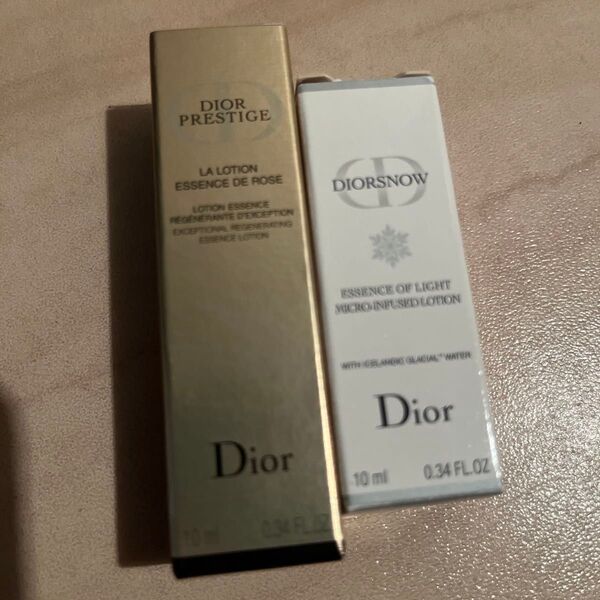 DIOR
PRESTIGE
LA LOTION
ESSENCE DE ROSE
LOTION ESSENCE
RÉGÉNÉRANTE D'EXCEPTION
EXCEPTIONAL REGENERATING
ESSENCE LOTION
Dior
10 ml 0.34 FL.OZ
DIORSNOW
ESSENCE OF LIGHT
MICRO-INFUSED LOTION
WITH ICELANDIC GLACIAL™ WATER
Dior
10 ml 0.34 FL.OZ